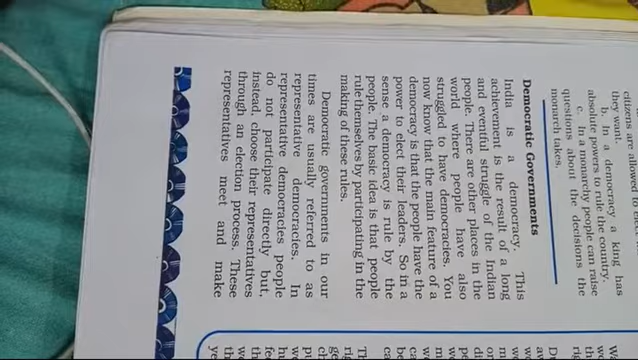 citizens are allowed to
they want.
b. In a democracy a king has
absolute powers to rule the country.
c. In a monarchy people can raise
questions about the decisions the
monarch takes.
Democratic Governments
India is a democracy. This
achievement is the result of a long
and eventful struggle of the Indian
people. There are other places in the
world where people have also
struggled to have democracies. You
now know that the main feature of a
democracy is that the people have the
power to elect their leaders. So in a
sense a democracy is rule by the
people. The basic idea is that people
rule themselves by participating in the
making of these rules.
Democratic governments in our
times are usually referred to as
representative democracies. In
representative democracies people
do not participate directly but,
instead, choose their representatives
through an election process. These
representatives meet and make